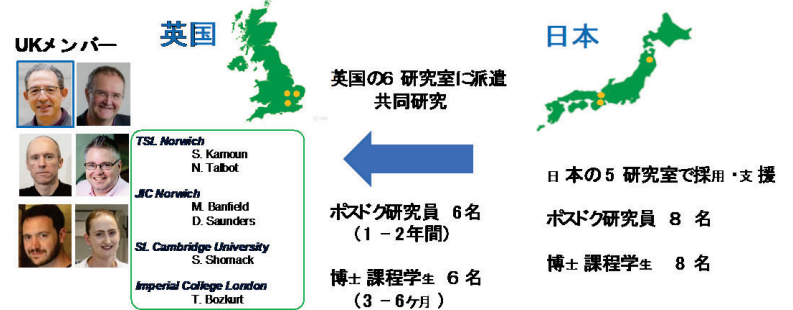 UKメンバー
英国
日本
TSL Norwich
S. Kamoun
N. Talbot
JIC Norwich
M. Banfield
D. Saunders
SL Cambridge University
S. Shornack
Imperial College London
T. Bozkurt
英国の6 研究室に派遣
共同研究
ポスドク研究員 6名
(1 −2年間)
博士 課程学生 6 名
(3 −6ケ月 )
日 本の5 研究室で採用 ・支 援
ポスドク研究員 8 名
博士 課程学生 8 名